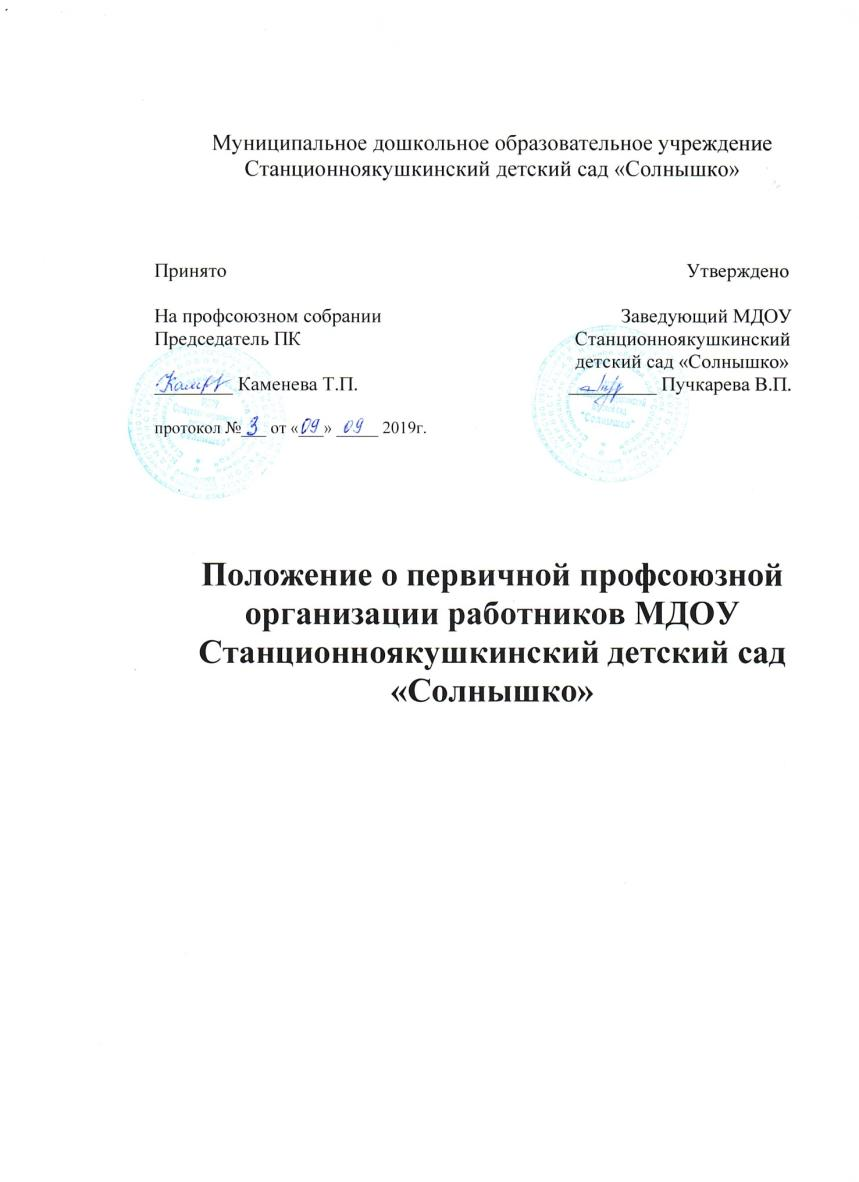 Муниципальное дошкольное образовательное учреждение
Станционноякушкинский детский сад «Солнышко»
Принято Утверждено
На профсоюзном собрании Заведующий МДОУ
Председатель ПК Станционноякушкинский
детский сад «Солнышко»
Каменева Т.П. Пучкарева В.П.
протокол № 3 от «09» 09 2019г.
Положение о первичной профсоюзной
организации работников МДОУ
Станционноякушкинский детский сад
«Солнышко»